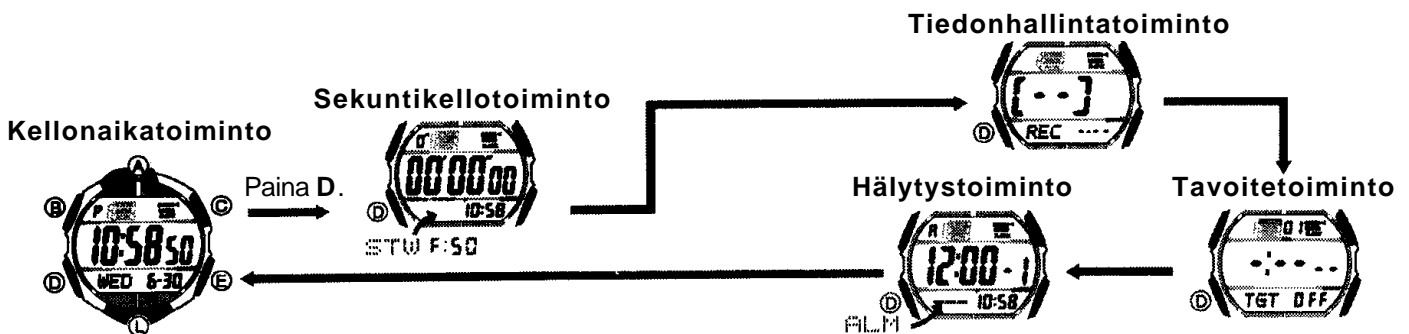 Tiedonhallintatoiminto
[--]
D REC ----
Sekuntikellotoiminto
00'00'00
D 10:58
STW F:50
Kellonaikatoiminto
A
B C
P
10:58 50
WED 6-30
D E
L
Paina D.
Hälytystoiminto
A
12:00-1
D 10:58
ALM
Tavoitetoiminto
01
-:--
D TGT OFF